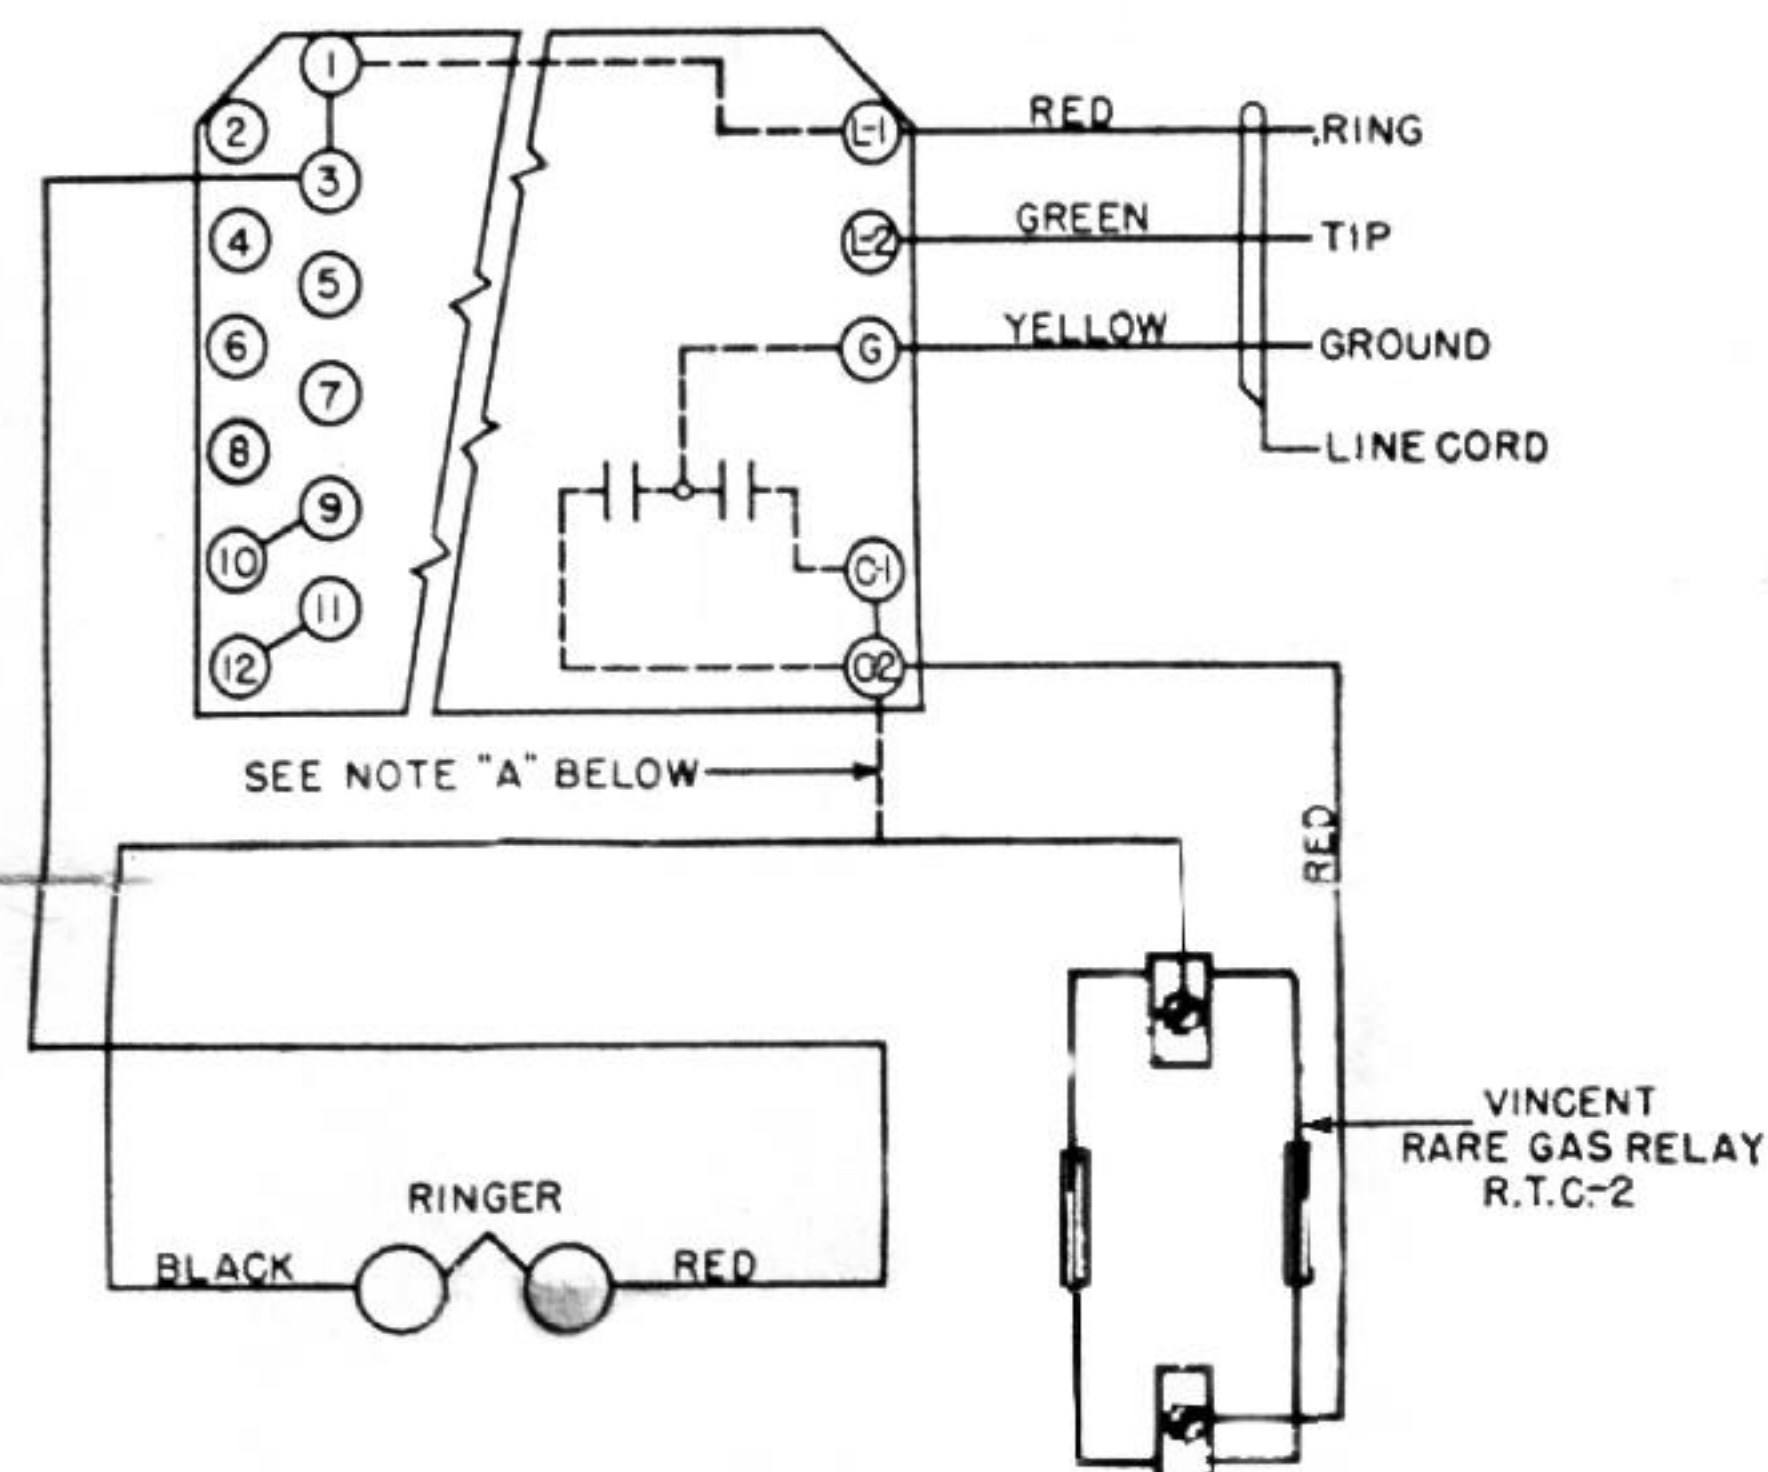 1
2
3
4
5
6
7
8
9
10
11
12
L-1
L-2
G
C-1
C-2
RED
.RING
GREEN
TIP
YELLOW
GROUND
LINE CORD
SEE NOTE "A" BELOW
RED
VINCENT
RARE GAS RELAY
R.T.C.-2
RINGER
BLACK
RED